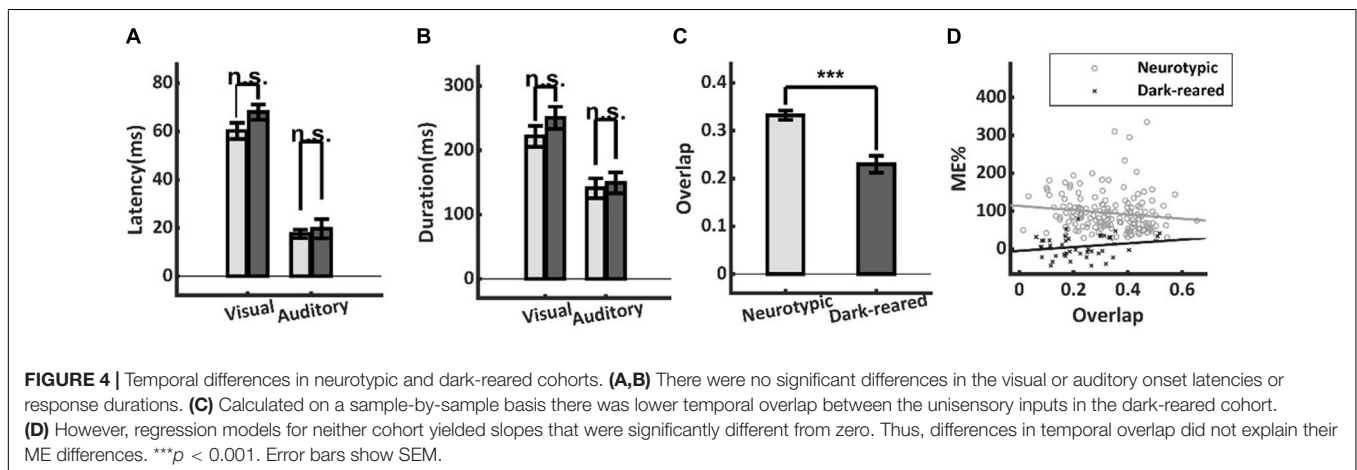 A
B
C
D
80
60
40
20
0
Latency(ms)
n.s.
n.s.
Visual Auditory
300
200
100
0
Duration(ms)
n.s.
n.s.
Visual Auditory
0.4
0.3
0.2
0.1
0
Overlap
***
Neurotypic Dark-reared
Neurotypic
Dark-reared
400
300
200
100
0
ME%
0 0.2 0.4 0.6
Overlap
FIGURE 4 | Temporal differences in neurotypic and dark-reared cohorts. (A,B) There were no significant differences in the visual or auditory onset latencies or
response durations. (C) Calculated on a sample-by-sample basis there was lower temporal overlap between the unisensory inputs in the dark-reared cohort.
(D) However, regression models for neither cohort yielded slopes that were significantly different from zero. Thus, differences in temporal overlap did not explain their
ME differences. ***p < 0.001. Error bars show SEM.